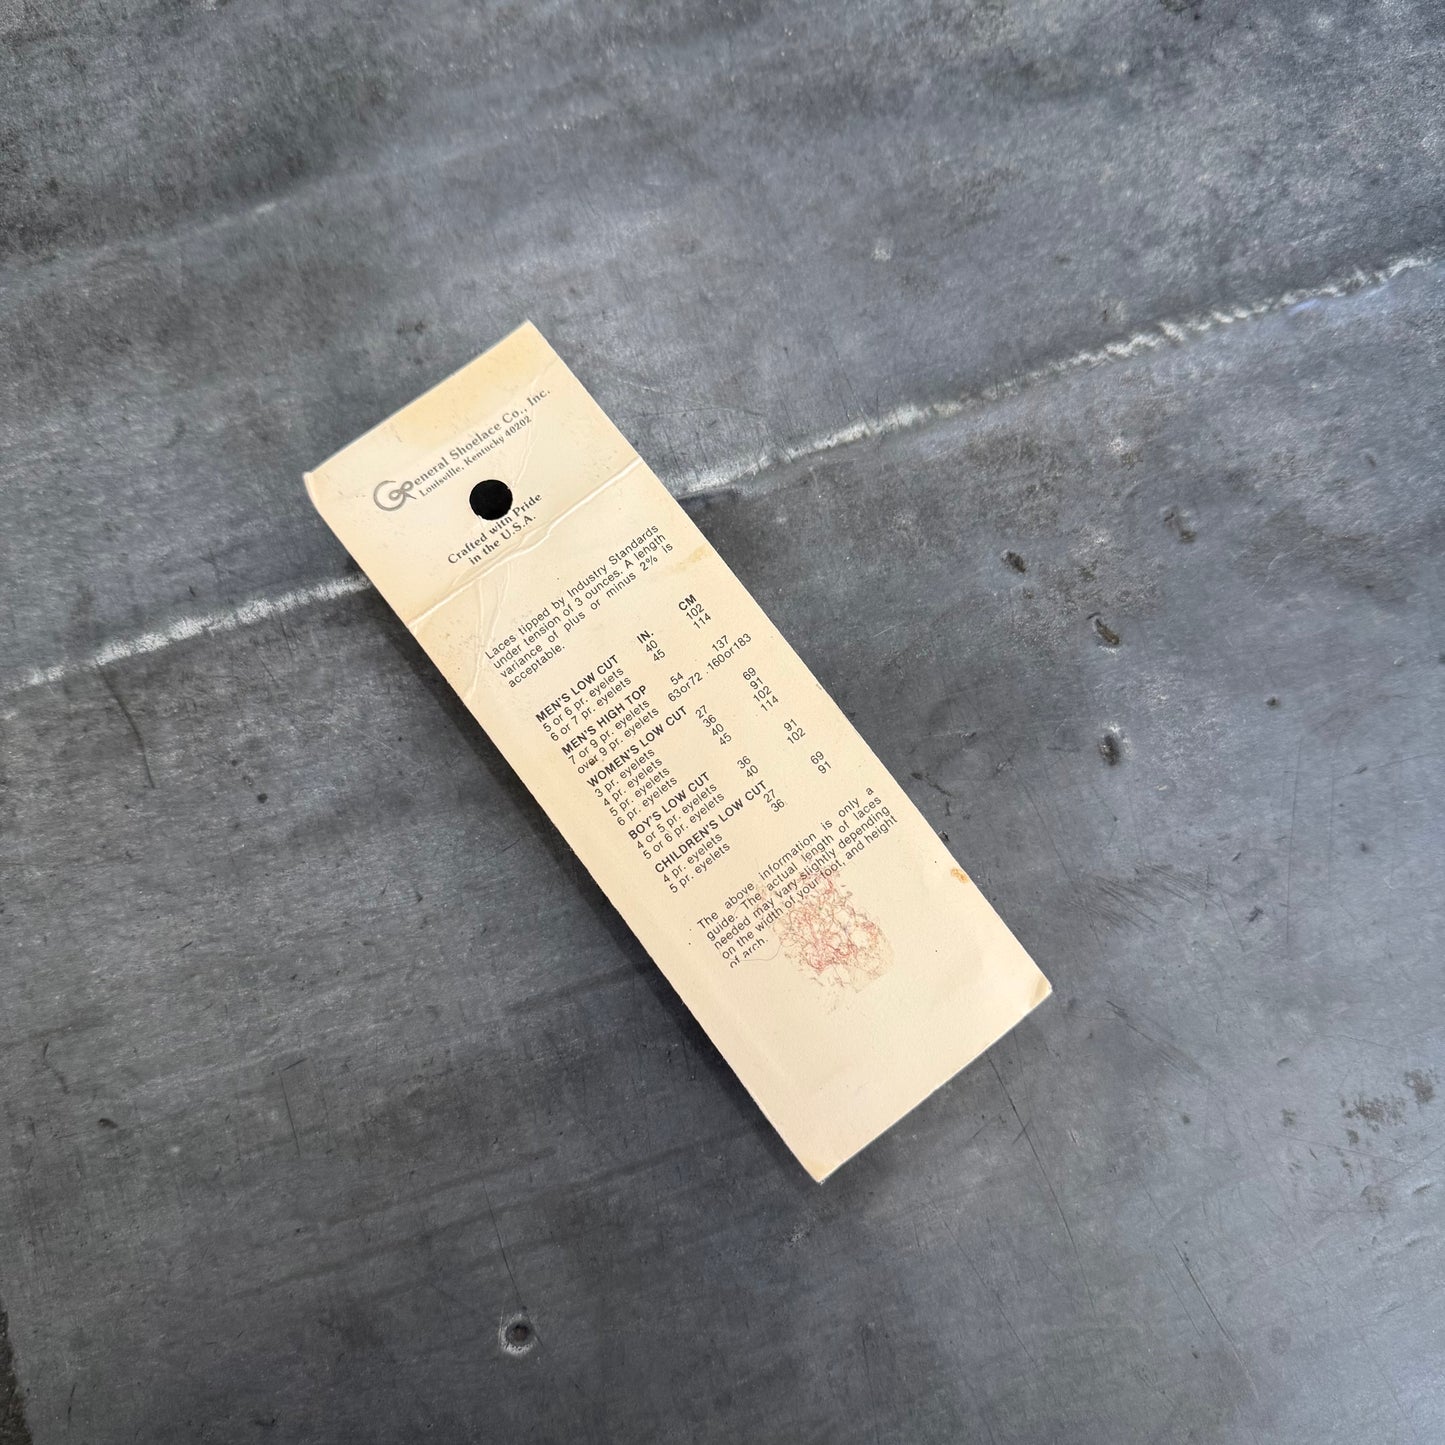 General Shoelace Co., Inc.
Louisville, Kentucky 40202
Crafted with Pride
in the U.S.A.
Laces tipped by Industry Standards
under tension of 3 ounces. A length
variance of plus or minus 2% is
acceptable.
IN. CM
MEN'S LOW CUT
5 or 6 pr. eyelets 40 102
6 or 7 pr. eyelets 45 114
MEN'S HIGH TOP
7 or 9 pr. eyelets 54 137
over 9 pr. eyelets 63or72 160or183
WOMEN'S LOW CUT
3 pr. eyelets 27 69
4 pr. eyelets 36 91
5 pr. eyelets 40 102
6 pr. eyelets 45 114
BOY'S LOW CUT
4 or 5 pr. eyelets 36 91
5 or 6 pr. eyelets 40 102
CHILDREN'S LOW CUT
4 pr. eyelets 27 69
5 pr. eyelets 36 91
The above information is only a
guide. The actual length of laces
needed may vary slightly depending
on the width of your foot, and height
of arch.